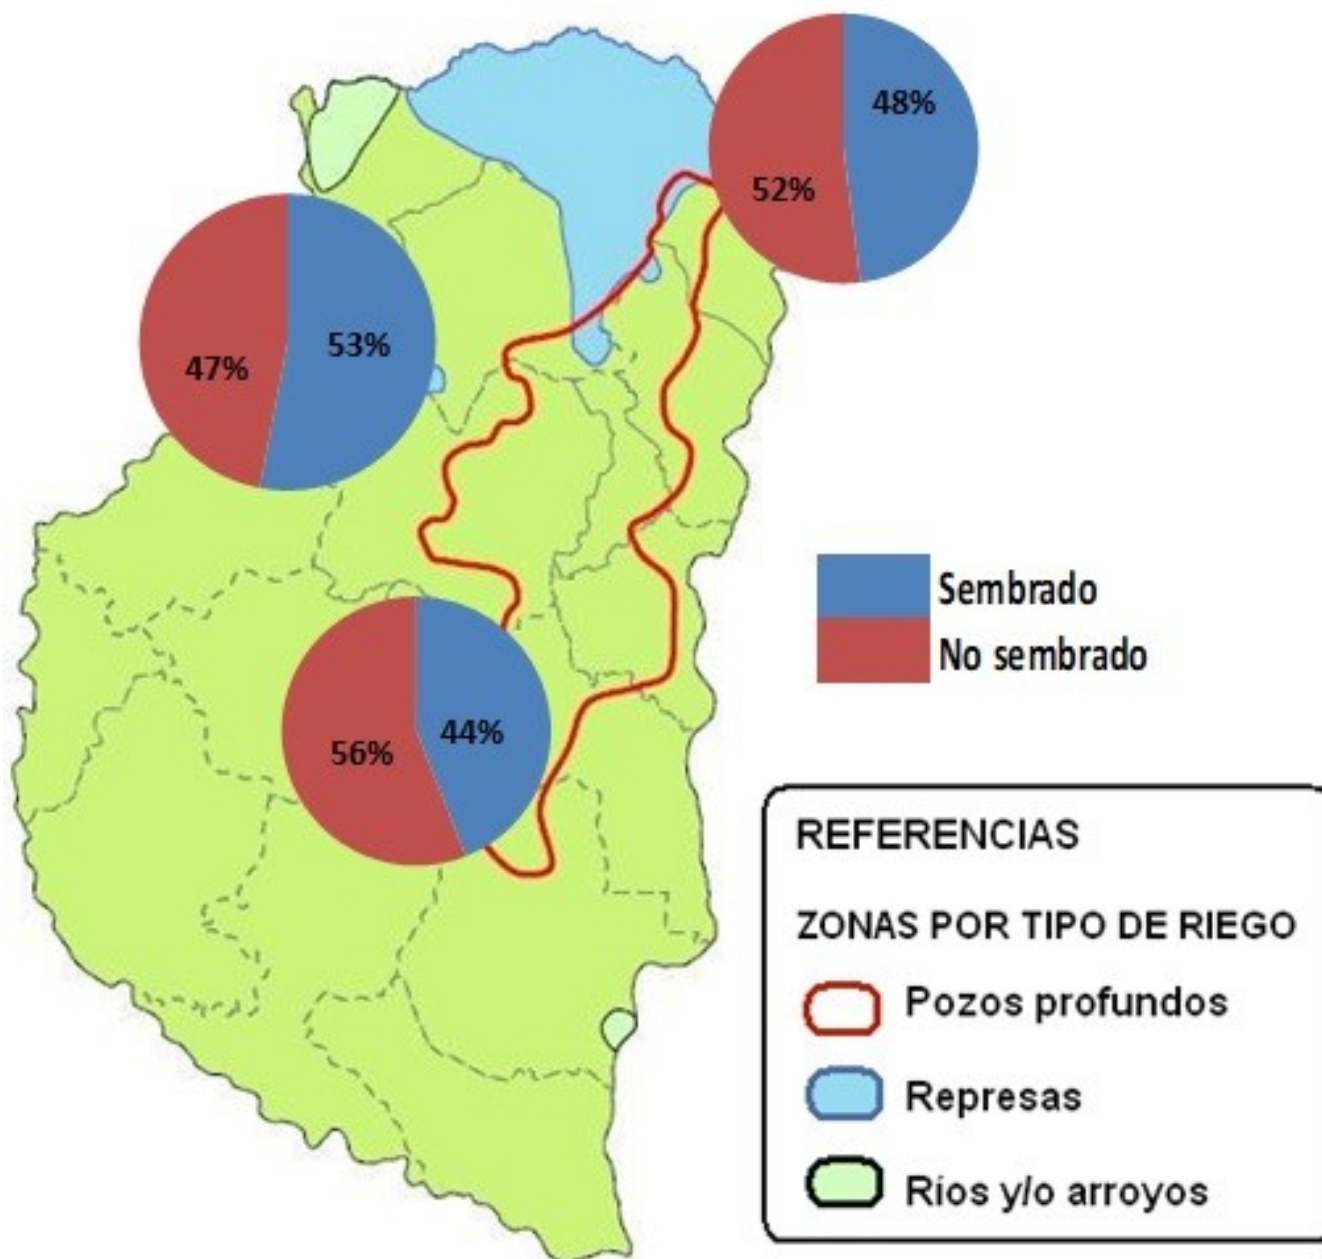 48%
52%
53%
47%
Sembrado
No sembrado
44%
56%
REFERENCIAS
ZONAS POR TIPO DE RIEGO
Pozos profundos
Represas
Ríos y/o arroyos